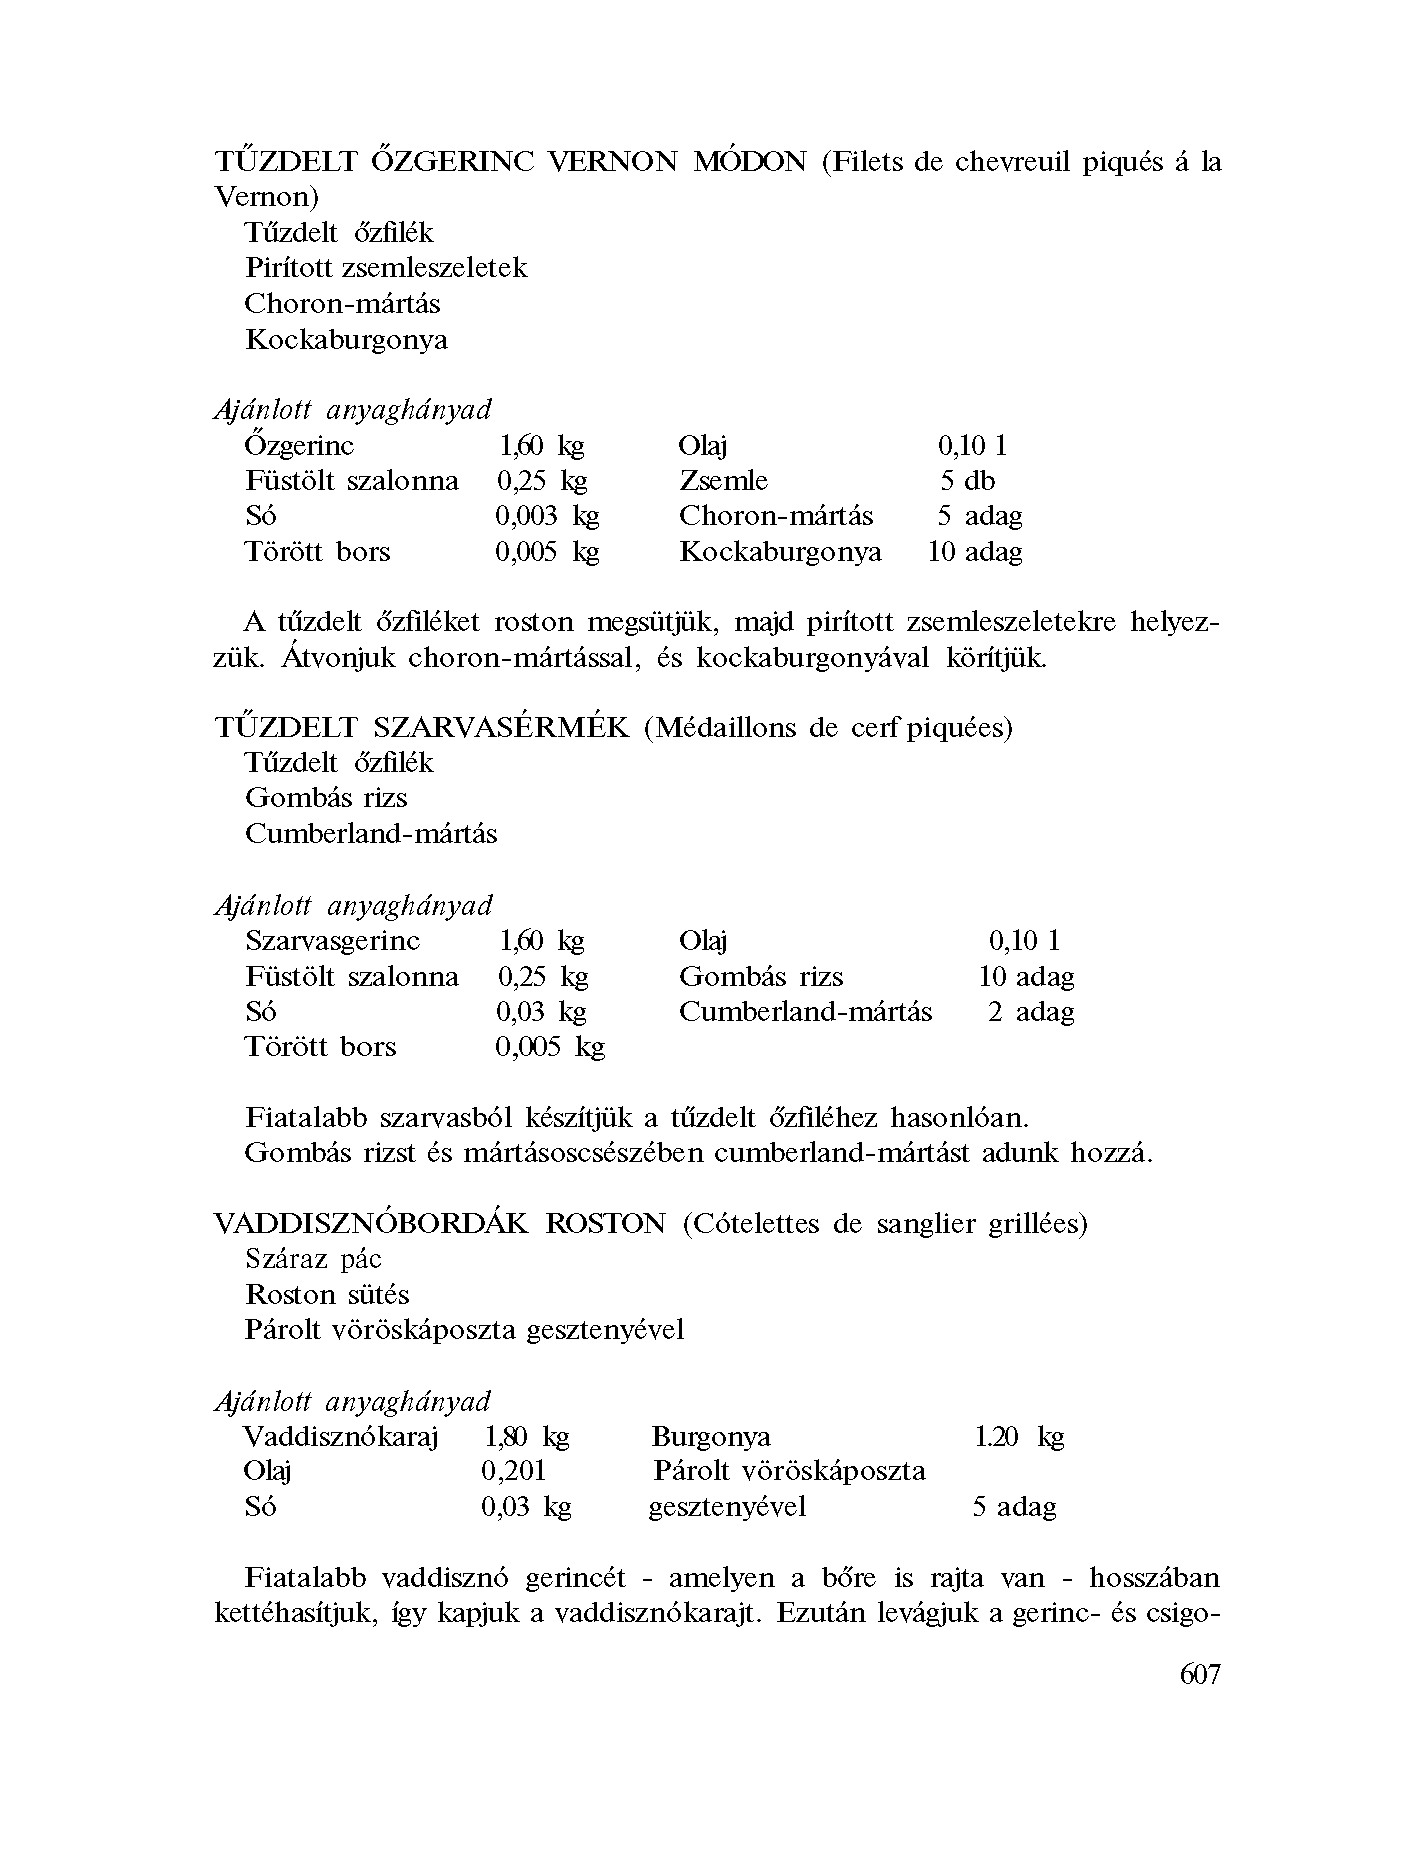 TŰZDELT ŐZGERINC VERNON MÓDON (Filets de chevreuil piqués á la
Vernon)
Tűzdelt őzfilék
Pirított zsemleszeletek
Choron-mártás
Kockaburgonya
Ajánlott anyaghányad
Őzgerinc 1,60 kg Olaj 0,10 1
Füstölt szalonna 0,25 kg Zsemle 5 db
Só 0,003 kg Choron-mártás 5 adag
Törött bors 0,005 kg Kockaburgonya 10 adag
A tűzdelt őzfiléket roston megsütjük, majd pirított zsemleszeletekre helyez-
zük. Átvonjuk choron-mártással, és kockaburgonyával körítjük.
TŰZDELT SZARVASÉRMÉK (Médaillons de cerf piquées)
Tűzdelt őzfilék
Gombás rizs
Cumberland-mártás
Ajánlott anyaghányad
Szarvasgerinc 1,60 kg Olaj 0,10 1
Füstölt szalonna 0,25 kg Gombás rizs 10 adag
Só 0,03 kg Cumberland-mártás 2 adag
Törött bors 0,005 kg
Fiatalabb szarvasból készítjük a tűzdelt őzfiléhez hasonlóan.
Gombás rizst és mártásoscsészében cumberland-mártást adunk hozzá.
VADDISZNÓBORDÁK ROSTON (Cótelettes de sanglier grillées)
Száraz pác
Roston sütés
Párolt vöröskáposzta gesztenyével
Ajánlott anyaghányad
Vaddisznókaraj 1,80 kg Burgonya 1.20 kg
Olaj 0,201 Párolt vöröskáposzta
Só 0,03 kg gesztenyével 5 adag
Fiatalabb vaddisznó gerincét - amelyen a bőre is rajta van - hosszában
kettéhasítjuk, így kapjuk a vaddisznókarajt. Ezután levágjuk a gerinc- és csigo-
607